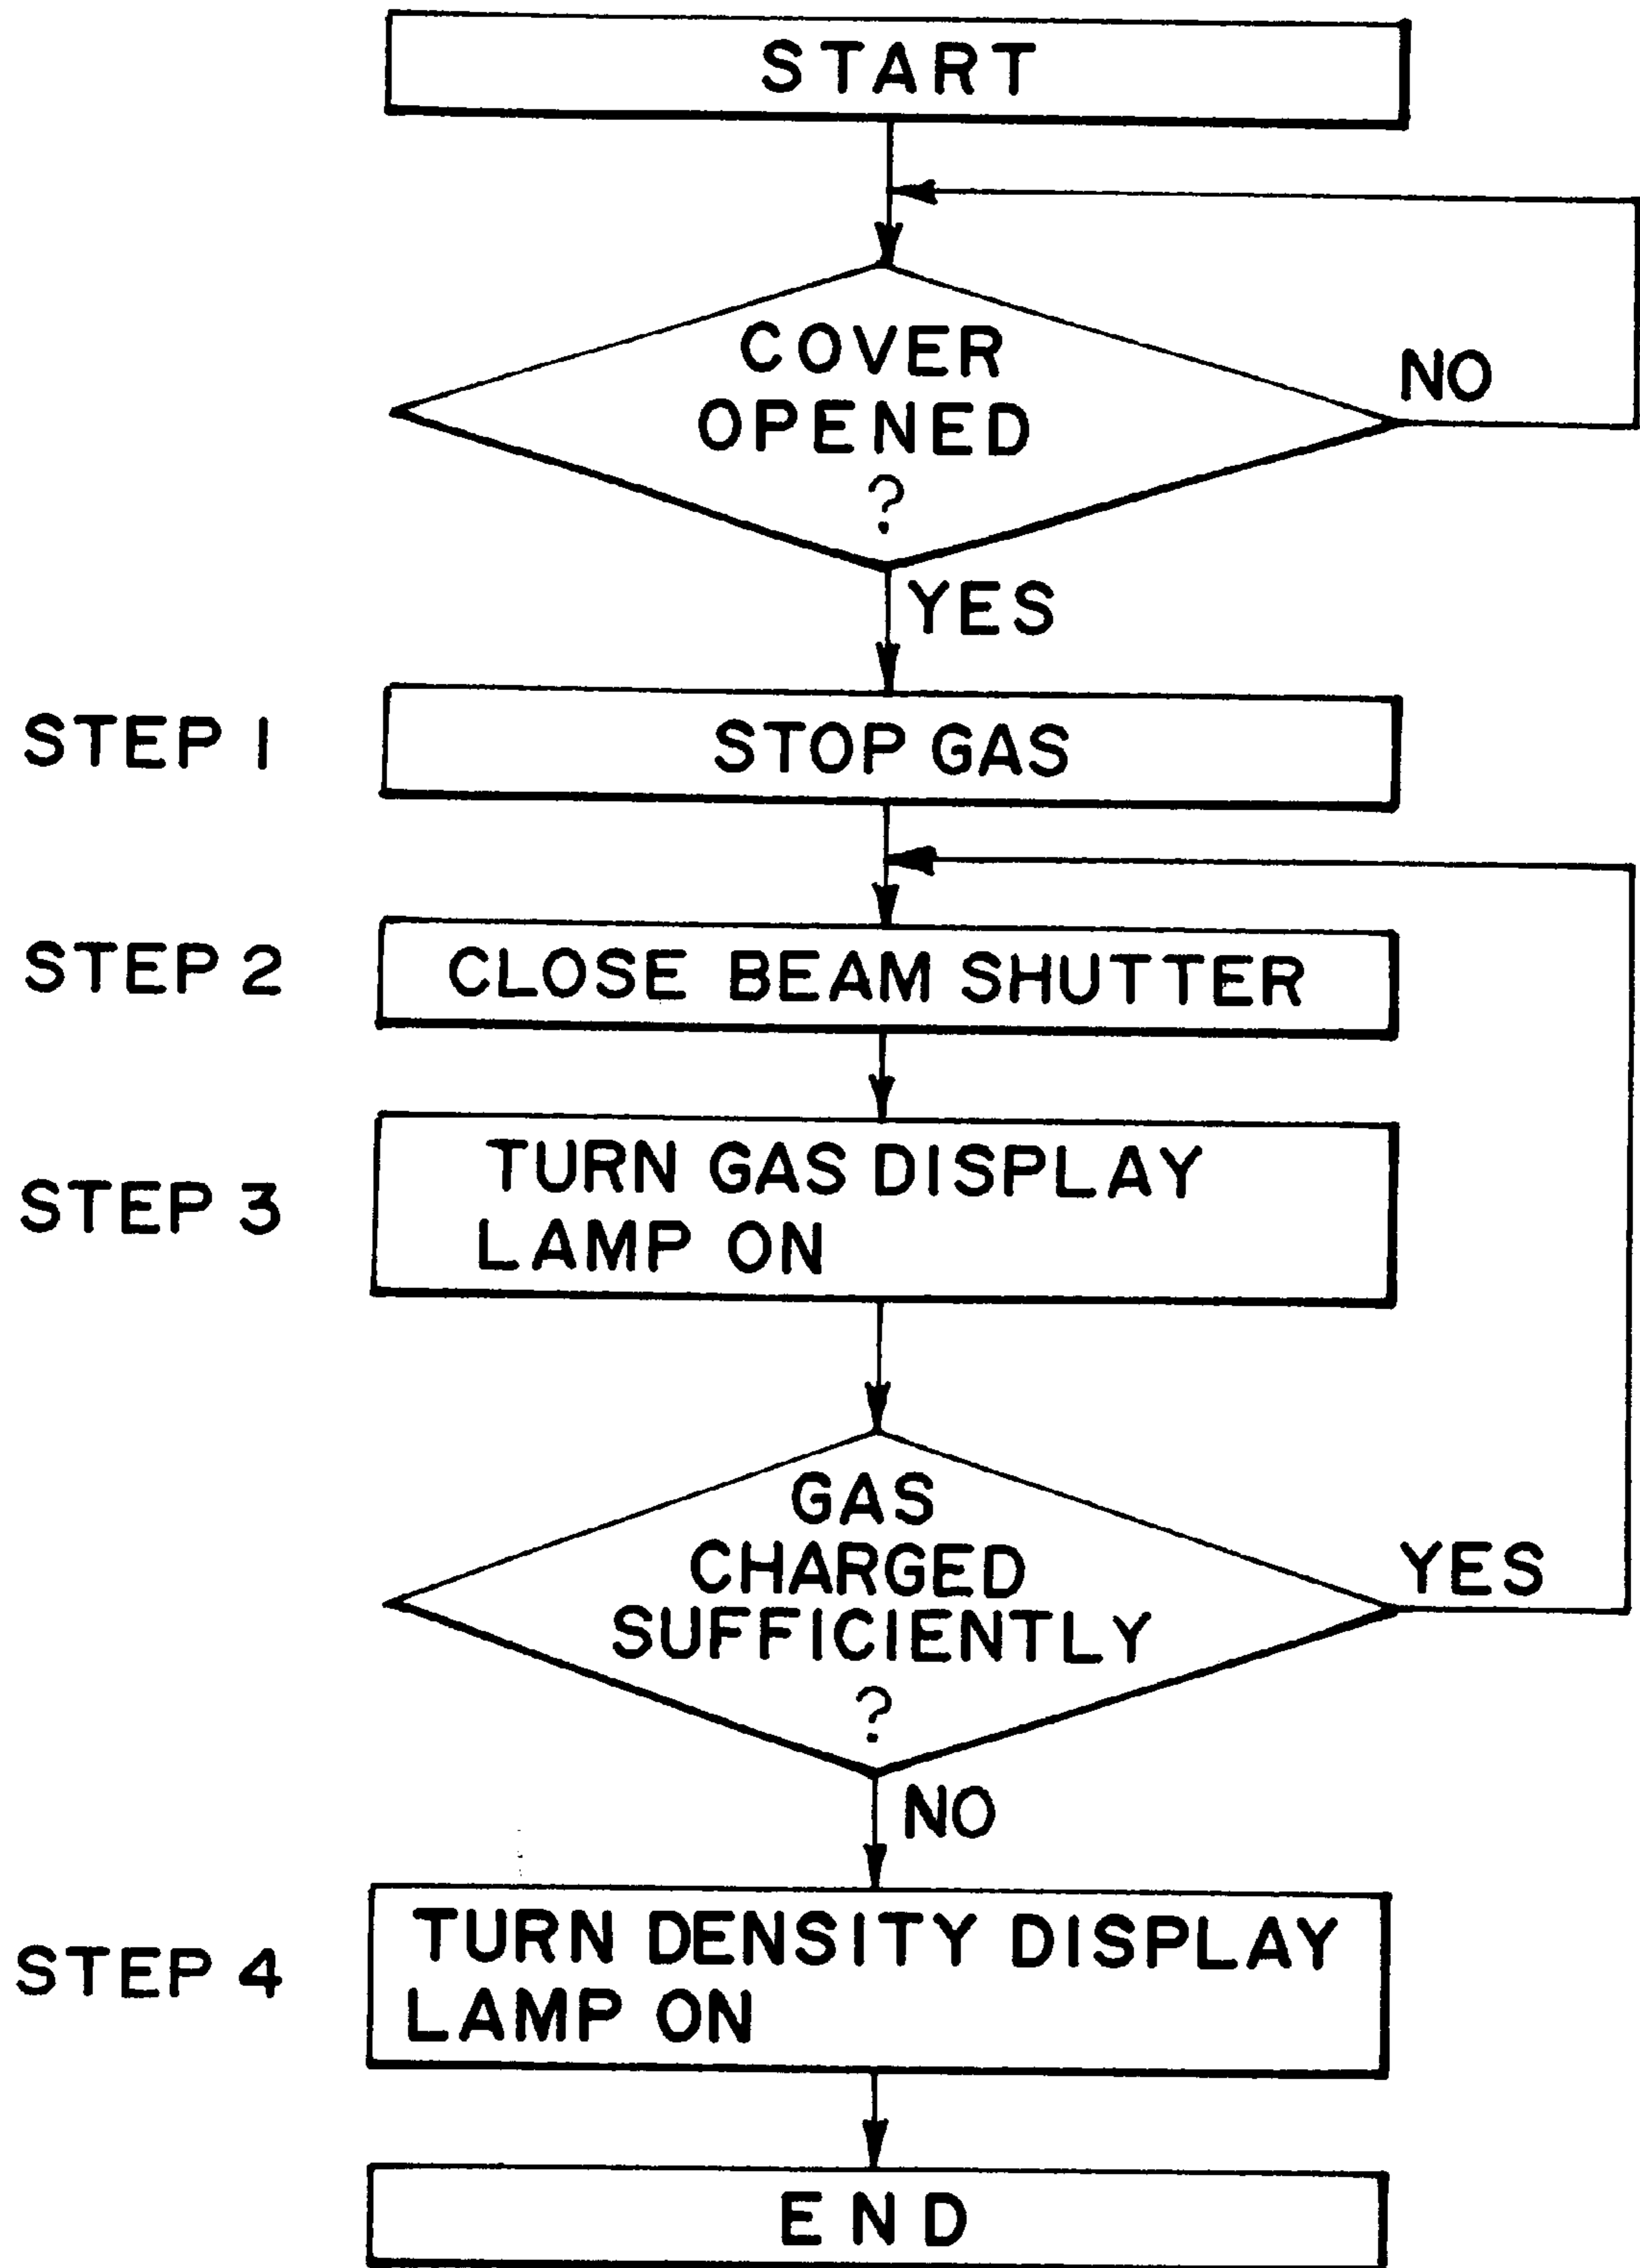 START
COVER
OPENED
?
NO
YES
STEP 1
STOP GAS
STEP 2
CLOSE BEAM SHUTTER
STEP 3
TURN GAS DISPLAY
LAMP ON
GAS
CHARGED
SUFFICIENTLY
?
YES
NO
STEP 4
TURN DENSITY DISPLAY
LAMP ON
END